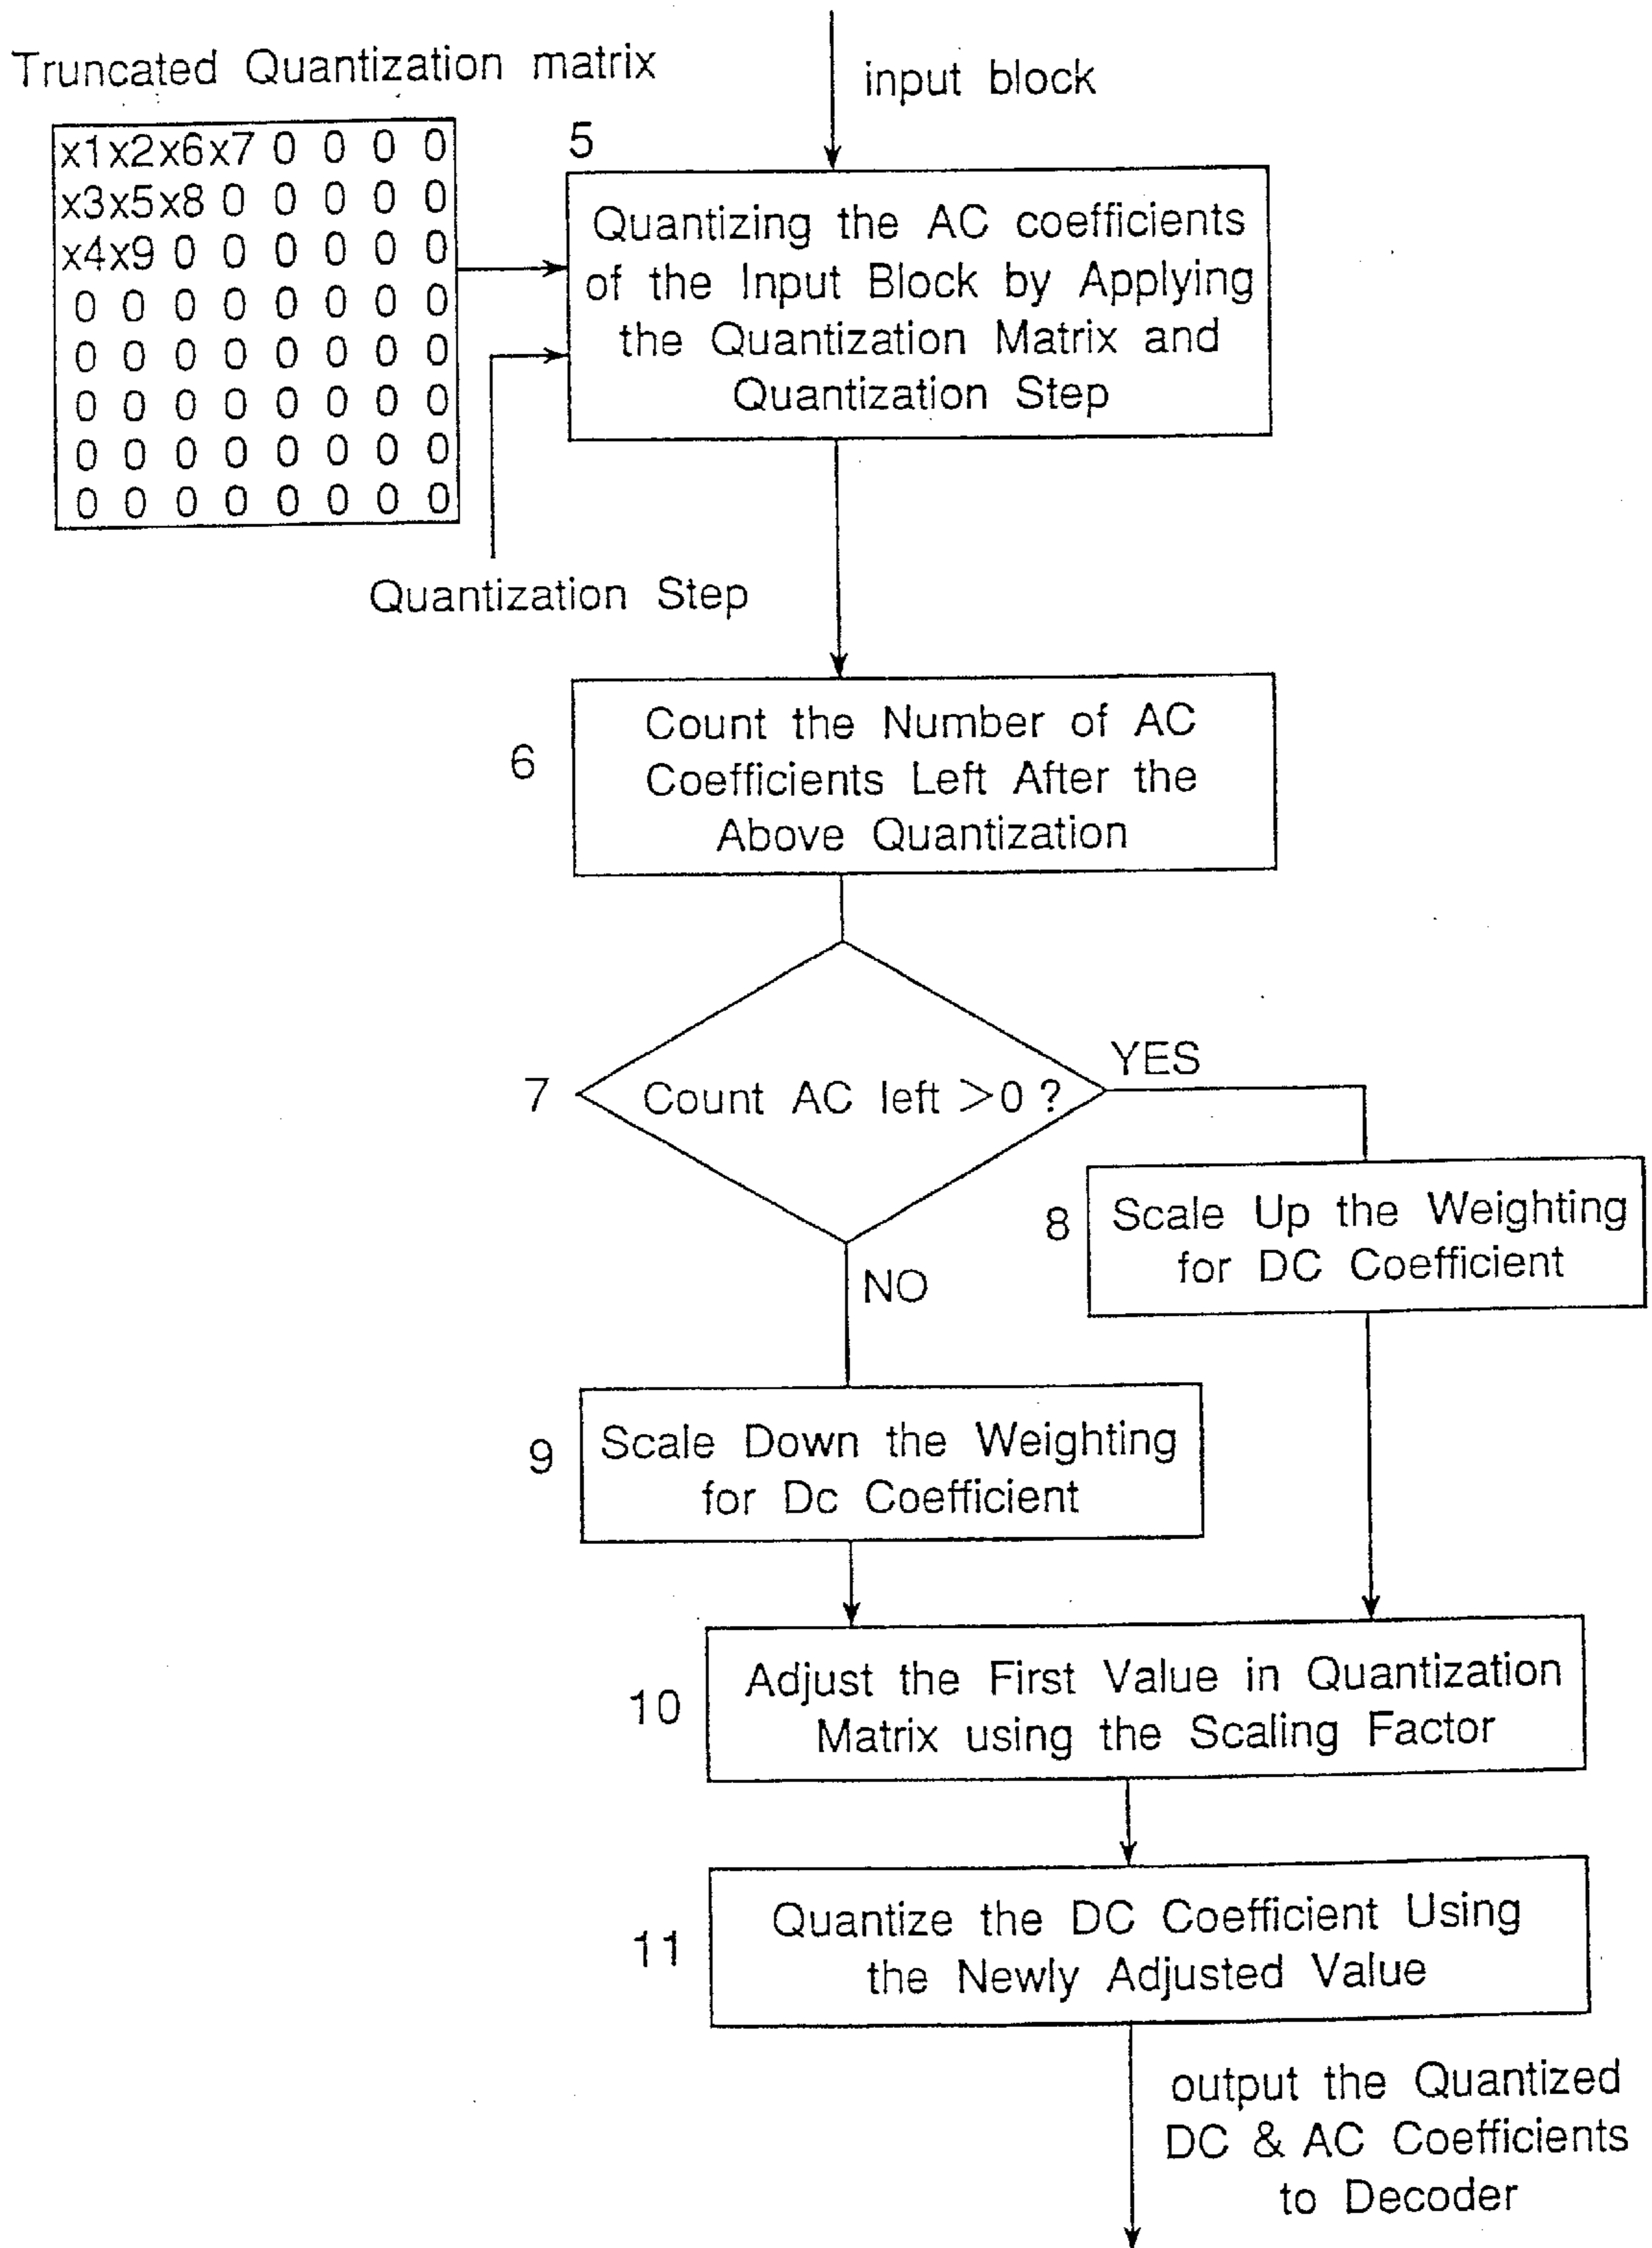 Truncated Quantization matrix
input block
x1x2x6x7 0 0 0 0
x3x5x8 0 0 0 0 0
x4x9 0 0 0 0 0 0
0 0 0 0 0 0 0 0
0 0 0 0 0 0 0 0
0 0 0 0 0 0 0 0
0 0 0 0 0 0 0 0
0 0 0 0 0 0 0 0
5
Quantizing the AC coefficients
of the Input Block by Applying
the Quantization Matrix and
Quantization Step
Quantization Step
6
Count the Number of AC
Coefficients Left After the
Above Quantization
7
Count AC left >0 ?
YES
NO
8
Scale Up the Weighting
for DC Coefficient
9
Scale Down the Weighting
for Dc Coefficient
10
Adjust the First Value in Quantization
Matrix using the Scaling Factor
11
Quantize the DC Coefficient Using
the Newly Adjusted Value
output the Quantized
DC & AC Coefficients
to Decoder